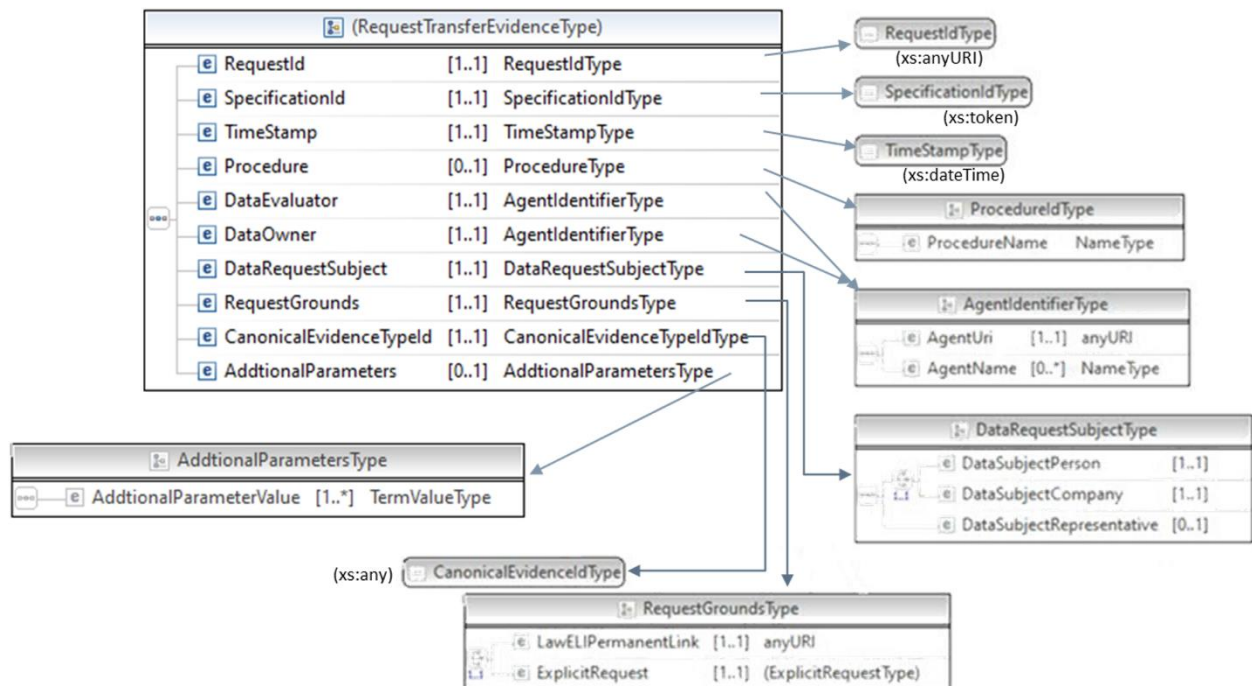 (RequestTransferEvidenceType)
RequestId [1..1] RequestIdType
SpecificationId [1..1] SpecificationIdType
TimeStamp [1..1] TimeStampType
Procedure [0..1] ProcedureType
DataEvaluator [1..1] AgentIdentifierType
DataOwner [1..1] AgentIdentifierType
DataRequestSubject [1..1] DataRequestSubjectType
RequestGrounds [1..1] RequestGroundsType
CanonicalEvidenceTypeId [1..1] CanonicalEvidenceTypeIdType
AddtionalParameters [0..1] AddtionalParametersType
RequestIdType
(xs:anyURI)
SpecificationIdType
(xs:token)
TimeStampType
(xs:dateTime)
ProcedureIdType
ProcedureName NameType
AgentIdentifierType
AgentUri [1..1] anyURI
AgentName [0..*] NameType
DataRequestSubjectType
DataSubjectPerson [1..1]
DataSubjectCompany [1..1]
DataSubjectRepresentative [0..1]
AddtionalParametersType
AddtionalParameterValue [1..*] TermValueType
(xs:any) CanonicalEvidenceIdType
RequestGroundsType
LawELIPermanentLink [1..1] anyURI
ExplicitRequest [1..1] (ExplicitRequestType)